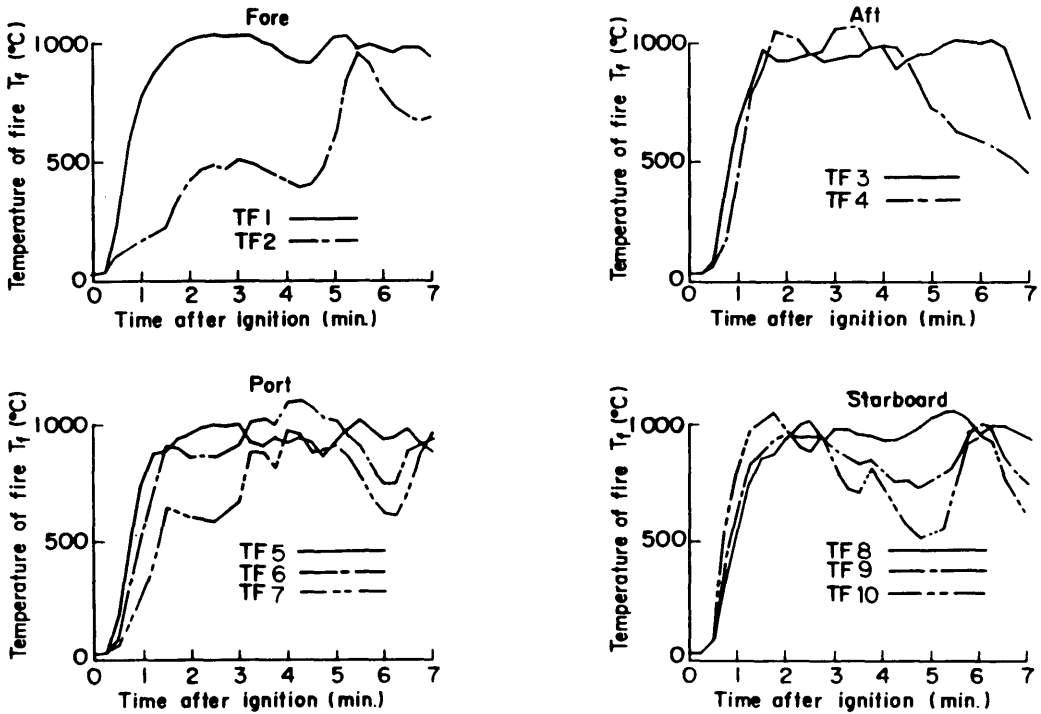 Fore
Temperature of fire Tf (°C)
1000
500
0
TF1
TF2
0 1 2 3 4 5 6 7
Time after ignition (min.)
Aft
Temperature of fire Tf (°C)
1000
500
0
TF3
TF4
0 1 2 3 4 5 6 7
Time after ignition (min.)
Port
Temperature of fire Tf (°C)
1000
500
0
TF5
TF6
TF7
0 1 2 3 4 5 6 7
Time after ignition (min.)
Starboard
Temperature of fire Tf (°C)
1000
500
0
TF8
TF9
TF10
0 1 2 3 4 5 6 7
Time after ignition (min.)